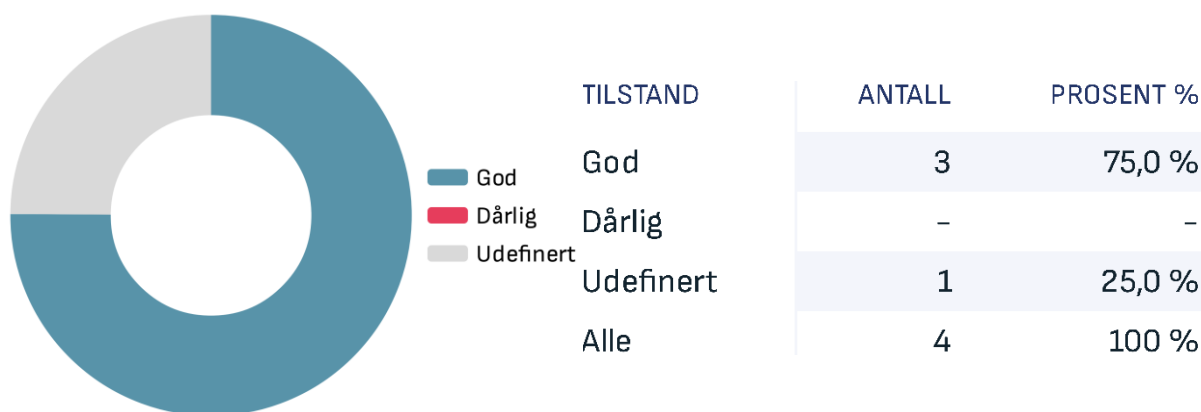 God
Dårlig
Udefinert
TILSTAND ANTALL PROSENT %
God 3 75,0 %
Dårlig – –
Udefinert 1 25,0 %
Alle 4 100 %